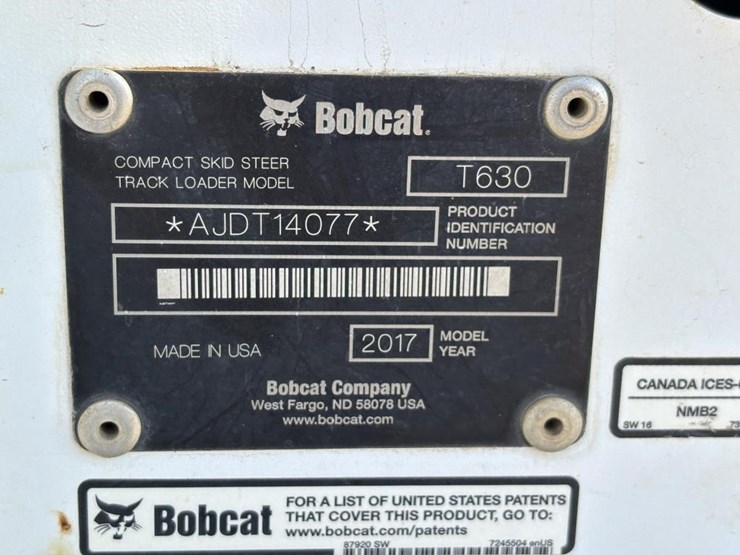 Bobcat.
COMPACT SKID STEER
TRACK LOADER MODEL
T630
*AJDT14077*
PRODUCT
IDENTIFICATION
NUMBER
MADE IN USA
2017
MODEL
YEAR
Bobcat Company
West Fargo, ND 58078 USA
www.bobcat.com
CANADA ICES-
NMB2
SW 16
73
Bobcat
FOR A LIST OF UNITED STATES PATENTS
THAT COVER THIS PRODUCT, GO TO:
www.bobcat.com/patents
87920 SW
7245504 enUS